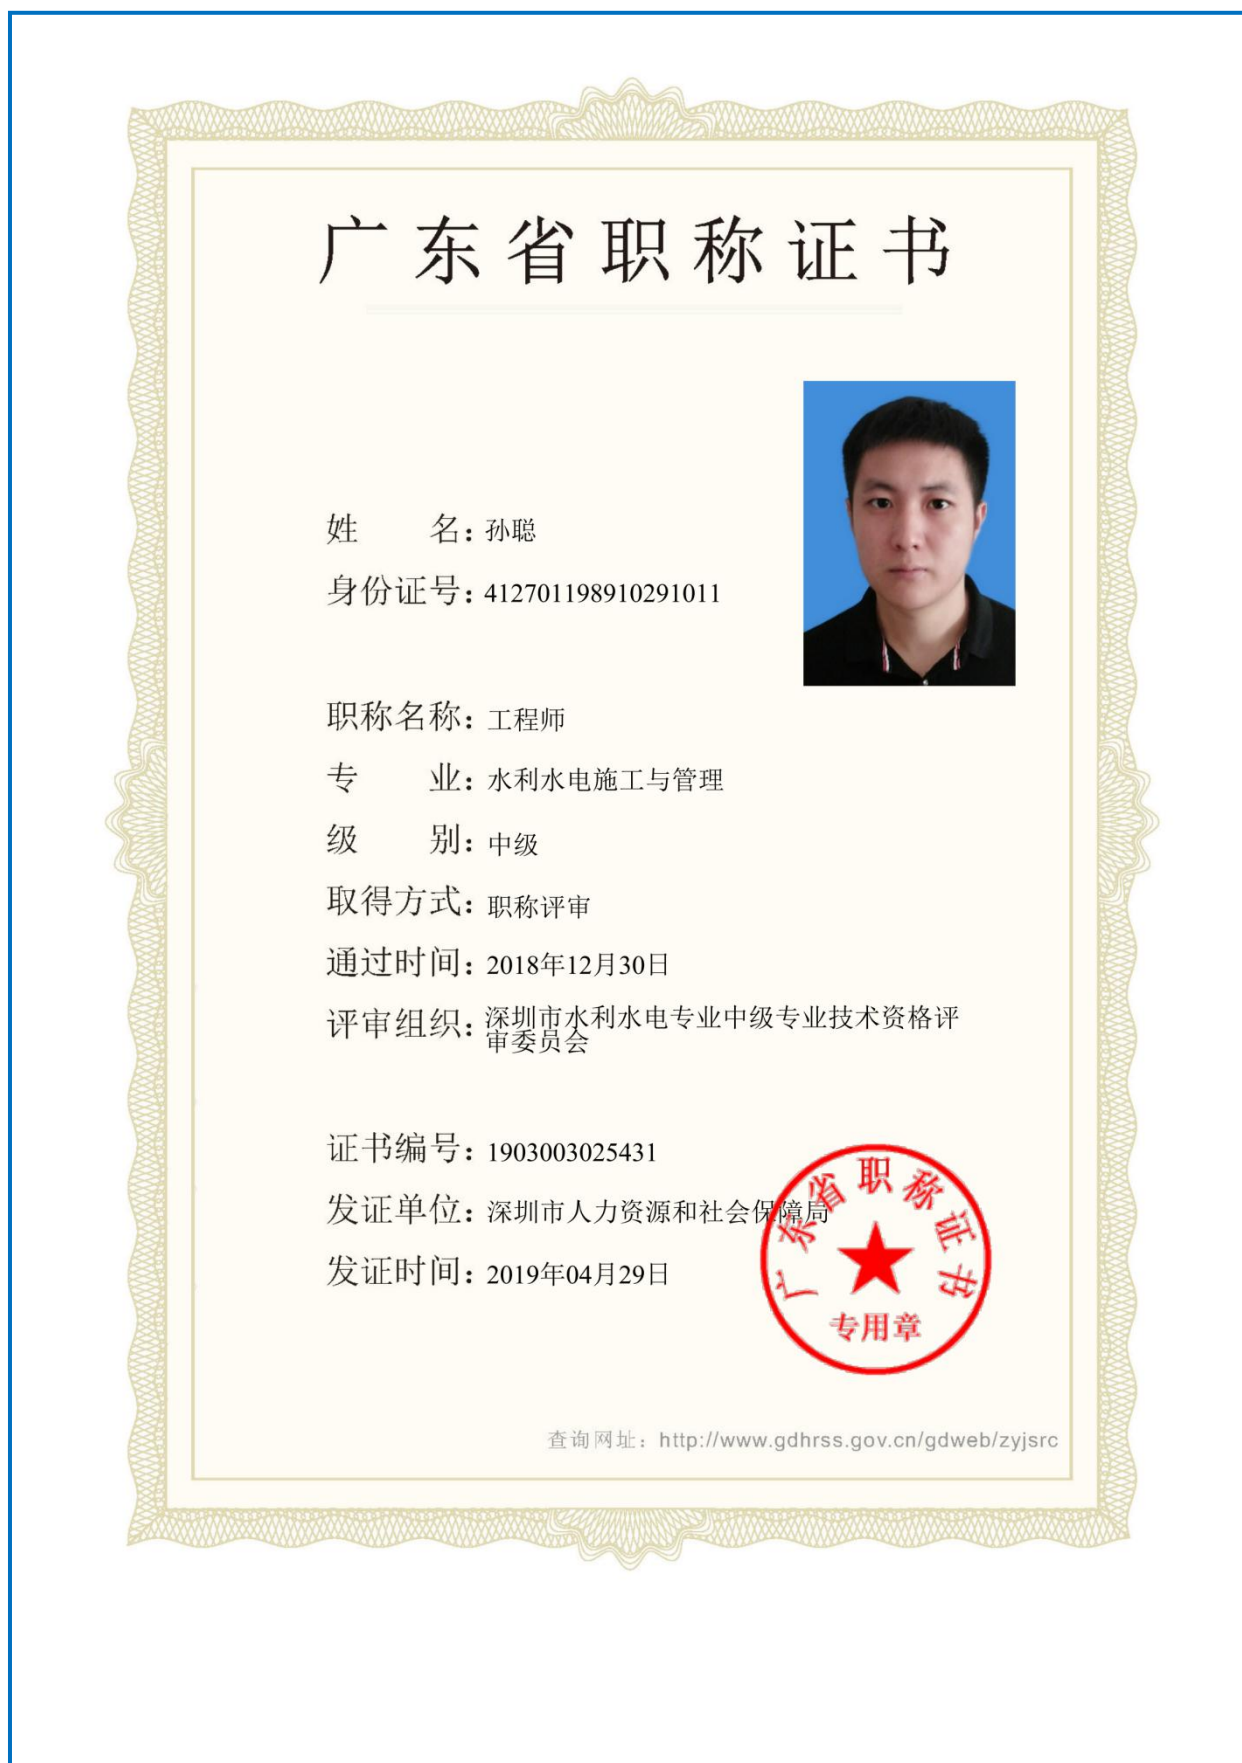 广东省职称证书
姓 名：孙聪
身份证号：412701198910291011
职称名称：工程师
专 业：水利水电施工与管理
级 别：中级
取得方式：职称评审
通过时间：2018年12月30日
评审组织：深圳市水利水电专业中级专业技术资格评
审委员会
证书编号：1903003025431
发证单位：深圳市人力资源和社会保障局
发证时间：2019年04月29日
广东省职称证书
专用章
查询网址：http://www.gdhrss.gov.cn/gdweb/zyjsrc